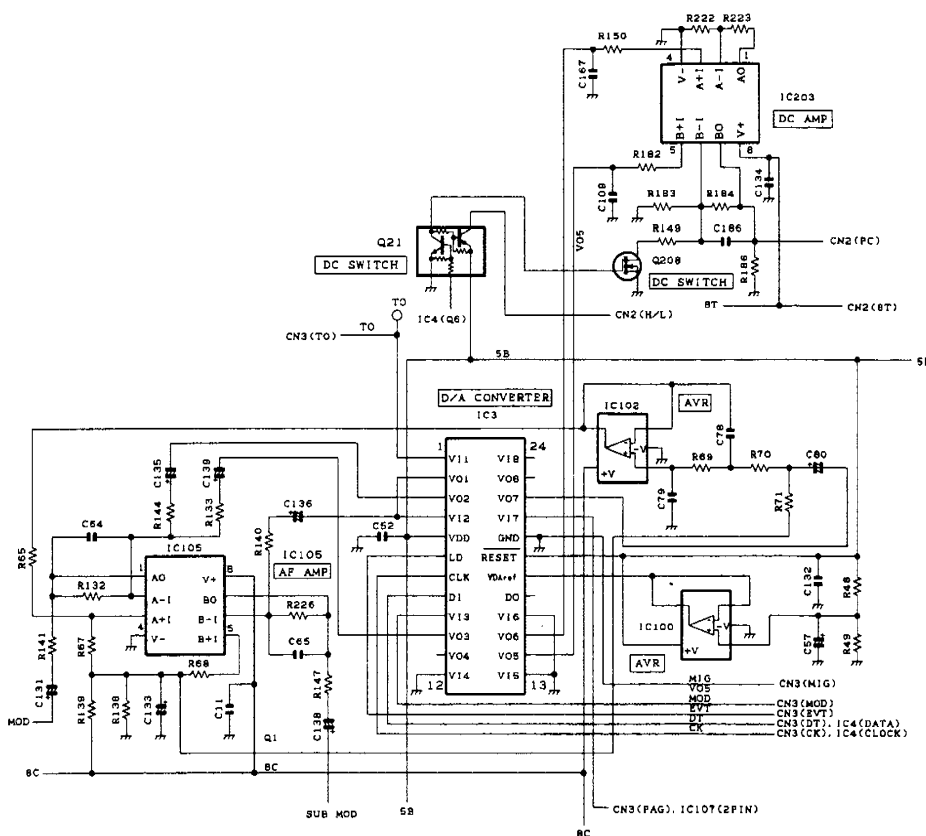 R222 R223
R150
4 1
C167
V- A+I A-I AO
IC203
DC AMP
B+I B-I BO V+
5 8
R182
C109
C134
R183 R184
VO5
R149 C186
Q21
DC SWITCH
Q208
DC SWITCH
R186
CN2(PC)
TO
IC4(Q6)
CN2(H/L)
8T
CN2(8T)
CN3(TO) TO
5B
D/A CONVERTER
IC3
IC102
AVR
1 24
C135
C139
VI1 VI8
VO1 VO8
VO2 VO7
VI2 VI7
VDD GND
LD RESET
CLK VDAref
DI DO
VI3 VI6
VO3 VO6
VO4 VO5
VI4 VI5
12 13
-V
+V
C78
R69 R70 C80
C79
R71
R144
R133
C136
C64
R140
C52
R65
IC105
IC105
AF AMP
1 8
AO V+
A-I BO
A+I B-I
V- B+I
4 5
R132
R226
C65
R141
R67
R68
R147
C131
R139
R138
C133
C11
C138
MOD
Q1
8C
8C
SUB MOD
5B
C132
R48
C57
R49
IC100
-V
+V
AVR
MIG CN3(MIG)
VO5
MOD CN3(MOD)
EVT CN3(EVT)
DT CN3(DT), IC4(DATA)
CK CN3(CK), IC4(CLOCK)
CN3(PAG), IC107(2PIN)
8C